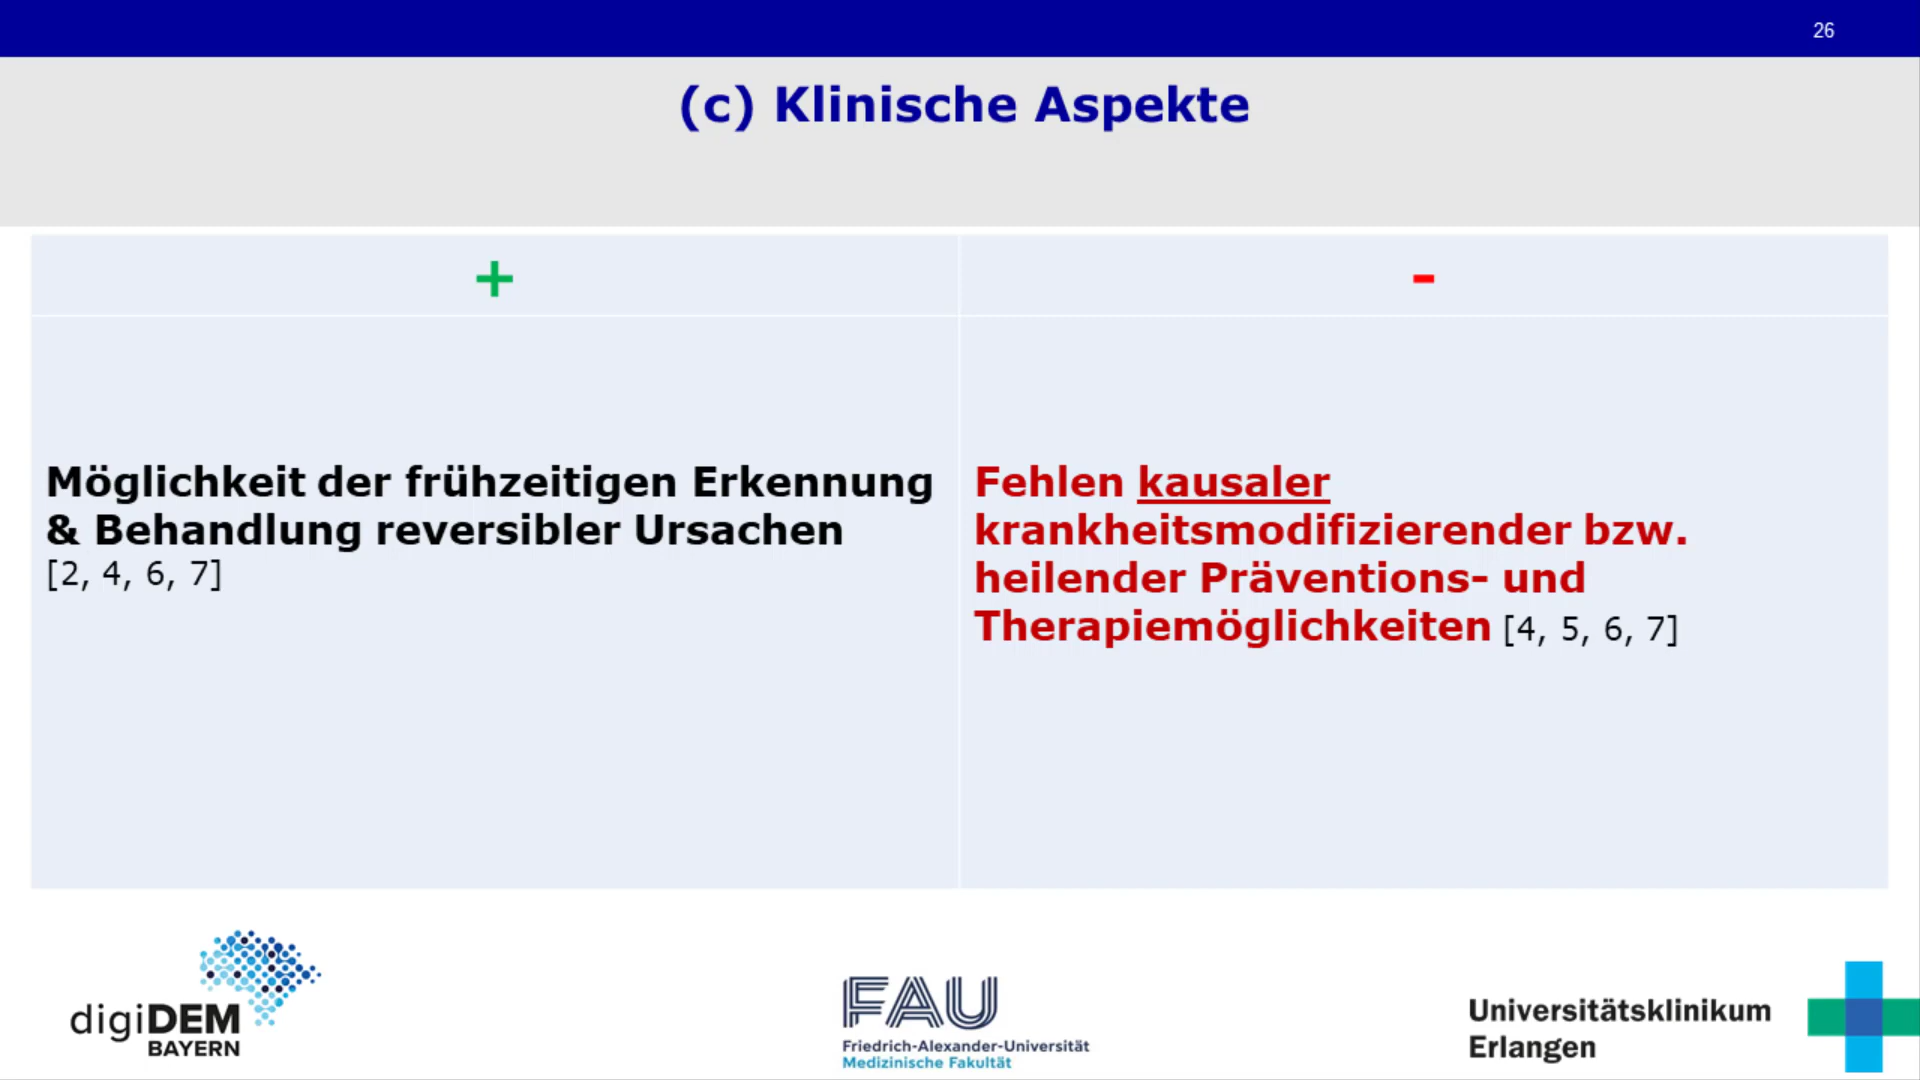 26
(c) Klinische Aspekte
+
-
Möglichkeit der frühzeitigen Erkennung
& Behandlung reversibler Ursachen
[2, 4, 6, 7]
Fehlen kausaler
krankheitsmodifizierender bzw.
heilender Präventions- und
Therapiemöglichkeiten [4, 5, 6, 7]
digiDEM
BAYERN
FAU
Friedrich-Alexander-Universität
Medizinische Fakultät
Universitätsklinikum
Erlangen